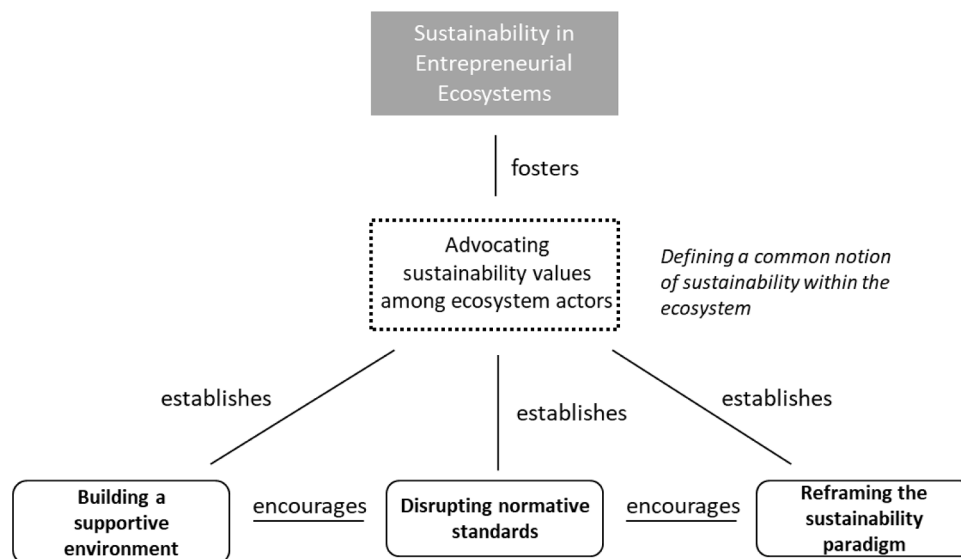 Sustainability in
Entrepreneurial
Ecosystems
fosters
Advocating
sustainability values
among ecosystem actors
Defining a common notion
of sustainability within the
ecosystem
establishes
establishes
establishes
Building a
supportive
environment
encourages
Disrupting normative
standards
encourages
Reframing the
sustainability
paradigm